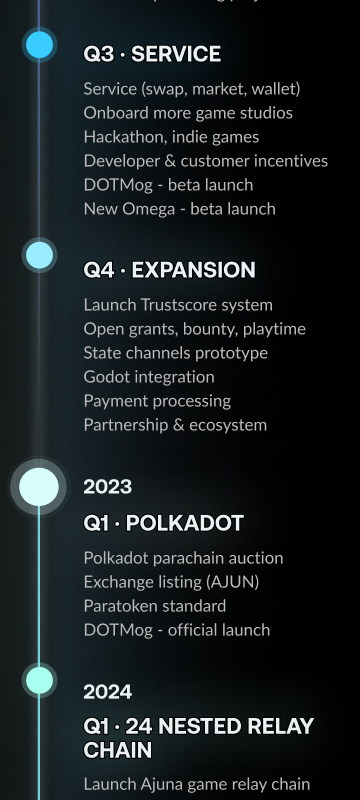 Q3 · SERVICE
Service (swap, market, wallet)
Onboard more game studios
Hackathon, indie games
Developer & customer incentives
DOTMog - beta launch
New Omega - beta launch
Q4 · EXPANSION
Launch Trustscore system
Open grants, bounty, playtime
State channels prototype
Godot integration
Payment processing
Partnership & ecosystem
2023
Q1 · POLKADOT
Polkadot parachain auction
Exchange listing (AJUN)
Paratoken standard
DOTMog - official launch
2024
Q1 · 24 NESTED RELAY
CHAIN
Launch Ajuna game relay chain